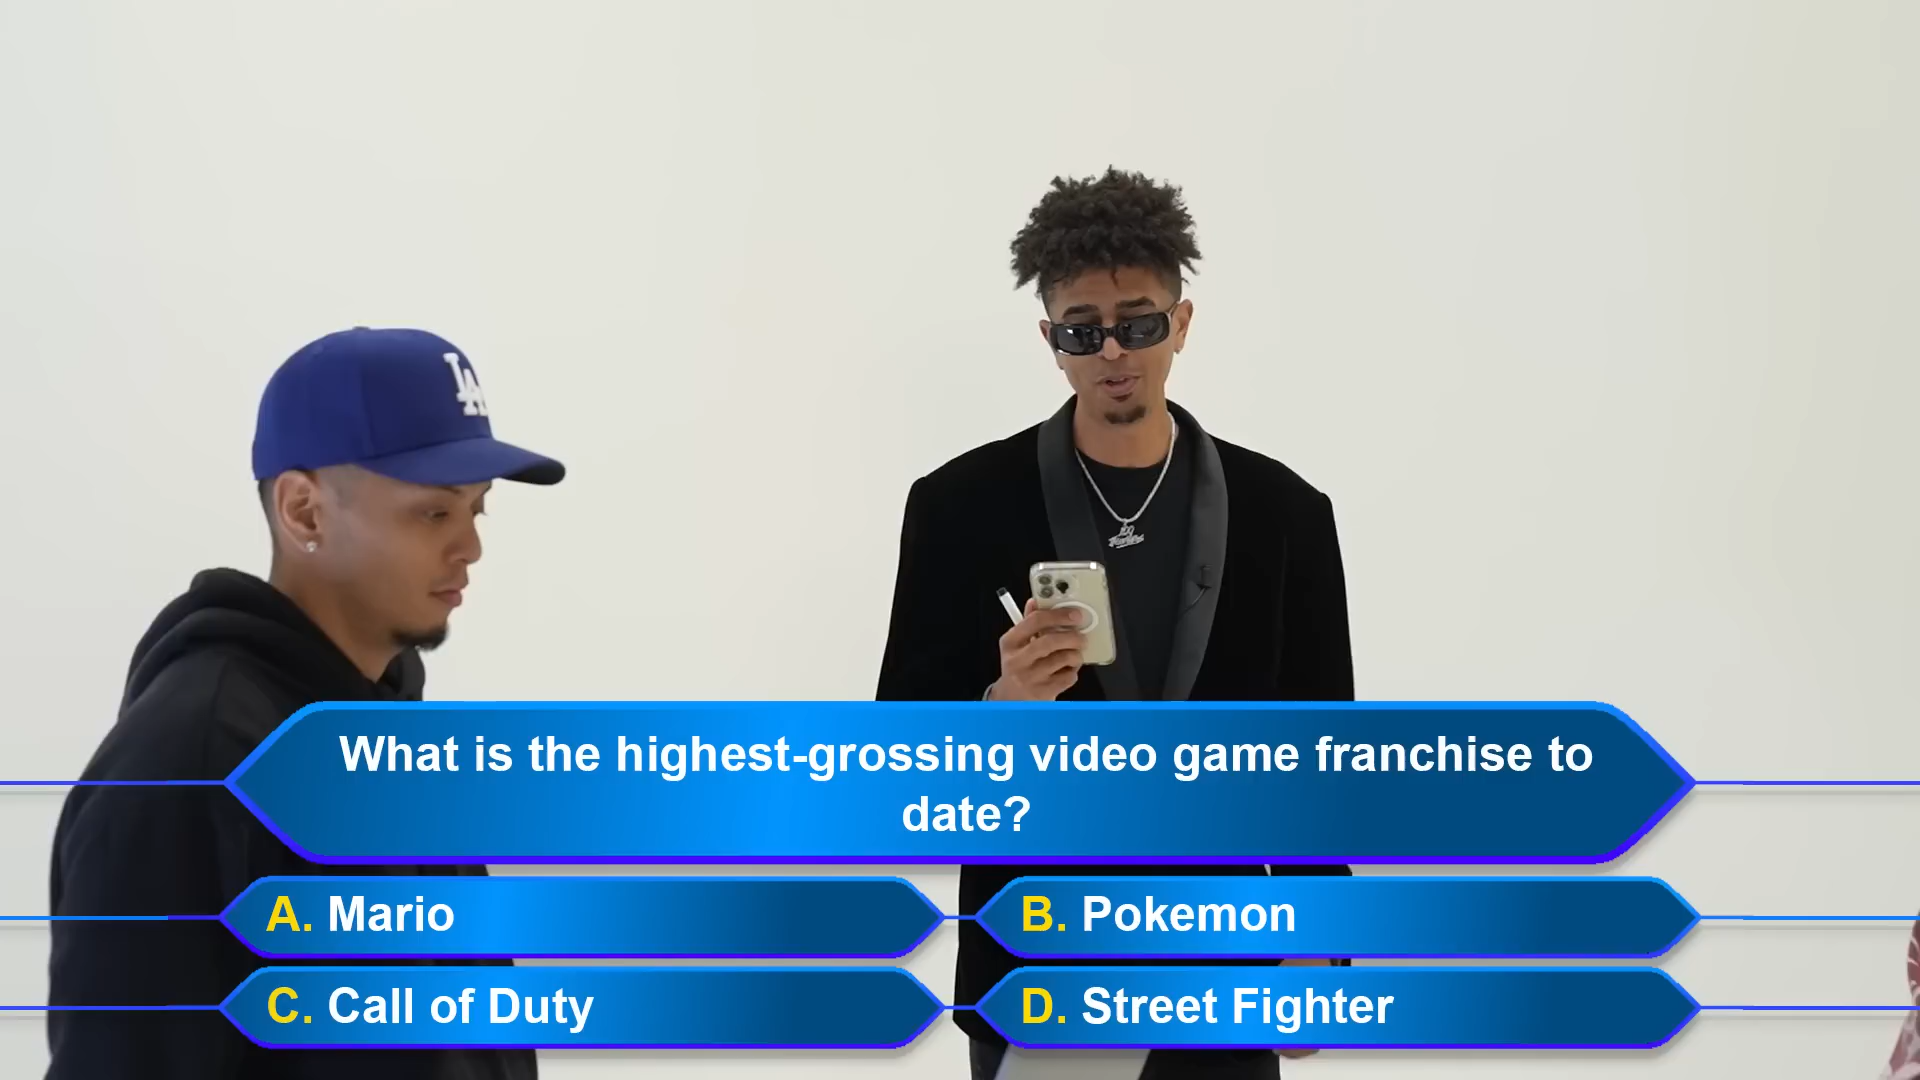 LA
What is the highest-grossing video game franchise to
date?
A. Mario
B. Pokemon
C. Call of Duty
D. Street Fighter